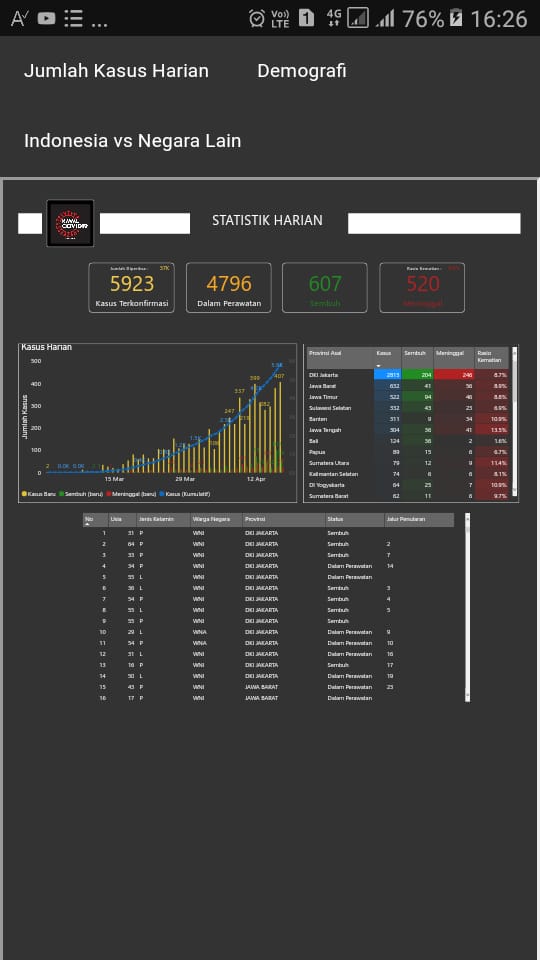 Vo)) LTE 1 4G 76% 16:26
Jumlah Kasus Harian Demografi
Indonesia vs Negara Lain
KAWAL COVID19
STATISTIK HARIAN
Jumlah Diperiksa : 37K
5923 4796 607 520
Kasus Terkonfirmasi Dalam Perawatan Sembuh Meninggal
Rasio Kematian :
Kasus Harian
Jumlah Kasus
500
400
300
200
100
0
15 Mar 29 Mar 12 Apr
Kasus Baru Sembuh (baru) Meninggal (baru) Kasus (Kumulatif)
Provinsi Asal Kasus Sembuh Meninggal Rasio Kematian
DKI Jakarta 2815 204 246 8.7%
Jawa Barat 632 41 56 8.9%
Jawa Timur 522 94 46 8.8%
Sulawesi Selatan 332 43 23 6.9%
Banten 311 9 34 10.9%
Jawa Tengah 304 36 41 13.5%
Bali 124 36 2 1.6%
Papua 89 15 6 6.7%
Sumatera Utara 79 12 9 11.4%
Kalimantan Selatan 74 6 6 8.1%
DI Yogyakarta 64 25 7 10.9%
Sumatera Barat 62 11 6 9.7%
No Usia Jenis Kelamin Warga Negara Provinsi Status Jalur Penularan
1 31 P WNI DKI JAKARTA Sembuh
2 64 P WNI DKI JAKARTA Sembuh 2
3 33 P WNI DKI JAKARTA Sembuh 7
4 34 P WNI DKI JAKARTA Dalam Perawatan 14
5 55 L WNI DKI JAKARTA Dalam Perawatan
6 36 L WNI DKI JAKARTA Sembuh 3
7 54 P WNI DKI JAKARTA Sembuh 4
8 55 L WNI DKI JAKARTA Sembuh 5
9 55 P WNI DKI JAKARTA Sembuh
10 29 L WNA DKI JAKARTA Dalam Perawatan 9
11 54 P WNA DKI JAKARTA Dalam Perawatan 10
12 31 L WNI DKI JAKARTA Dalam Perawatan 16
13 16 P WNI DKI JAKARTA Sembuh 17
14 50 L WNI DKI JAKARTA Dalam Perawatan 19
15 43 P WNI JAWA BARAT Dalam Perawatan 23
16 17 P WNI JAWA BARAT Dalam Perawatan